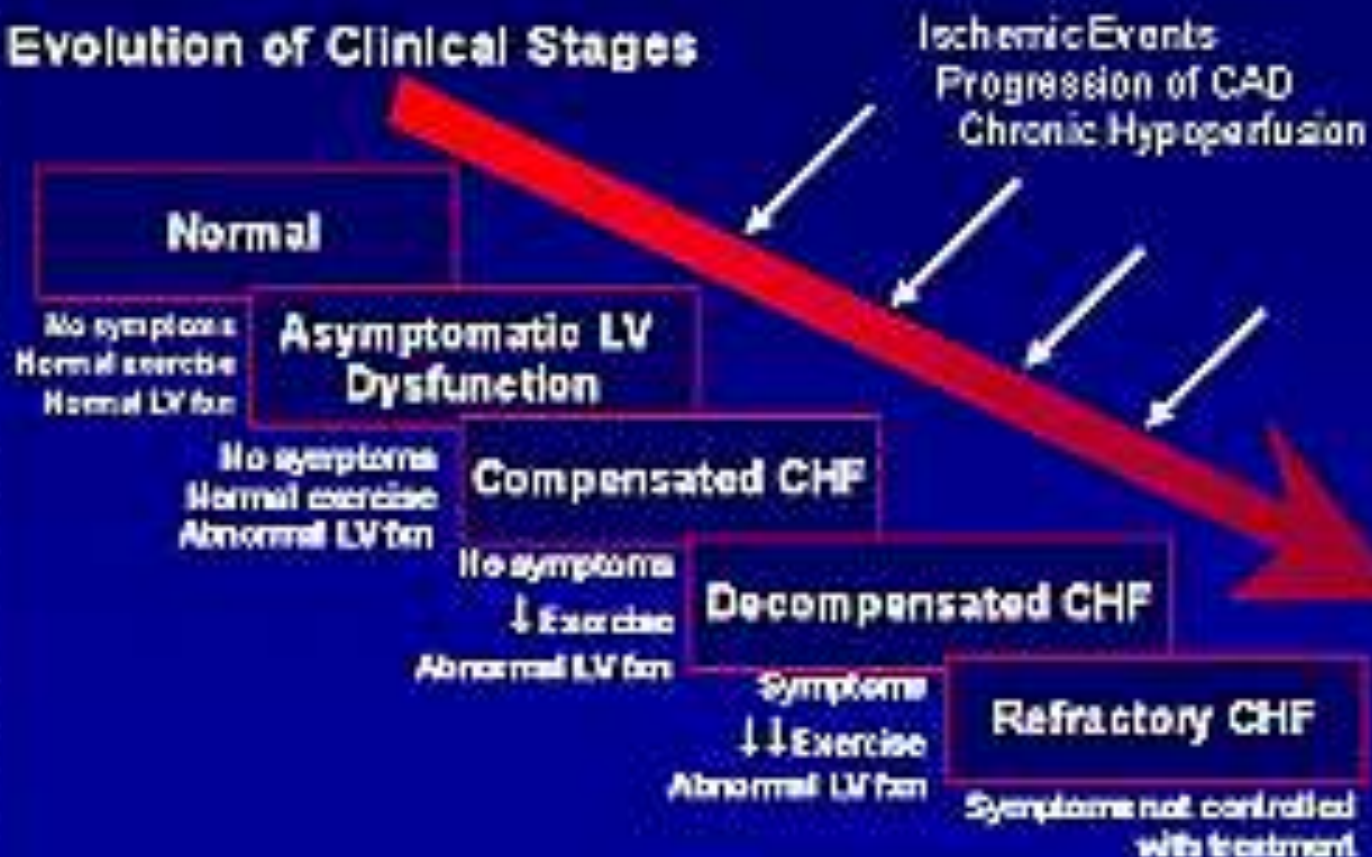 Evolution of Clinical Stages
Ischemic Events
Progression of CAD
Chronic Hypoperfusion
Normal
No symptoms
Normal exercise
Normal LV fxn
Asymptomatic LV
Dysfunction
No symptoms
Normal exercise
Abnormal LV fxn
Compensated CHF
No symptoms
↓ Exercise
Abnormal LV fxn
Decompensated CHF
Symptoms
↓↓ Exercise
Abnormal LV fxn
Refractory CHF
Symptoms not controlled
with treatment